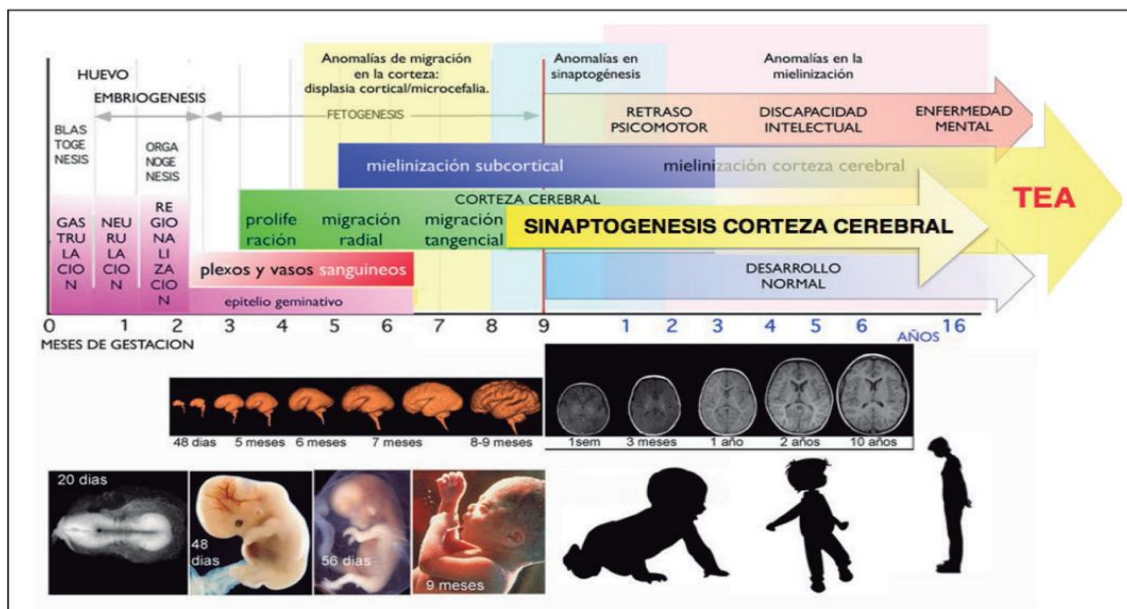 HUEVO
EMBRIOGENESIS
BLAS
TOGE
NESIS
ORGA
NOGE
NESIS
Anomalías de migración
en la corteza:
displasia cortical/microcefalia.
FETOGENESIS
Anomalías en
sinaptogénesis
Anomalías en la
mielinización
RETRASO
PSICOMOTOR
DISCAPACIDAD
INTELECTUAL
ENFERMEDAD
MENTAL
mielinización subcortical
mielinización corteza cerebral
TEA
CORTEZA CEREBRAL
prolife
ración
migración
radial
migración
tangencial
SINAPTOGENESIS CORTEZA CEREBRAL
GAS
TRU
LA
CIO
N
NEU
RU
LA
CIO
N
RE
GIO
NA
LI
ZA
CIO
N
plexos y vasos sanguineos
DESARROLLO
NORMAL
epitelio geminativo
0 1 2 3 4 5 6 7 8 9 1 2 3 4 5 6 16
MESES DE GESTACION
AÑOS
48 dias 5 meses 6 meses 7 meses 8-9 meses
1sem 3 meses 1 año 2 años 10 años
20 dias
48
dias
56 dias
9 meses